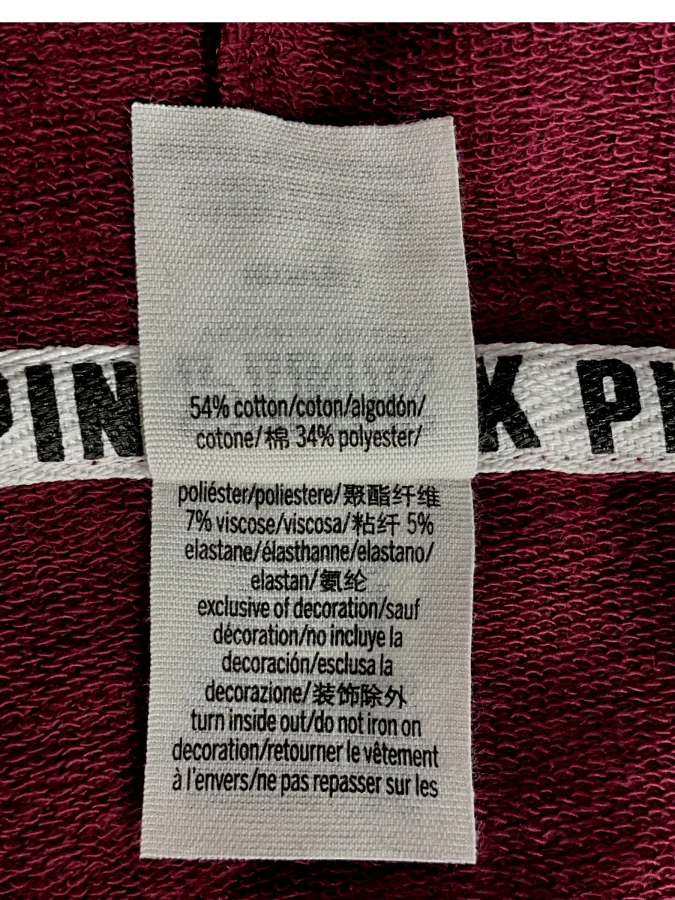 PIN
K PI
54% cotton/coton/algodón/
cotone/棉 34% polyester/
poliéster/poliestere/聚酯纤维
7% viscose/viscosa/粘纤 5%
elastane/élasthanne/elastano/
elastan/氨纶
exclusive of decoration/sauf
décoration/no incluye la
decoración/esclusa la
decorazione/装饰除外
turn inside out/do not iron on
decoration/retourner le vêtement
à l'envers/ne pas repasser sur les